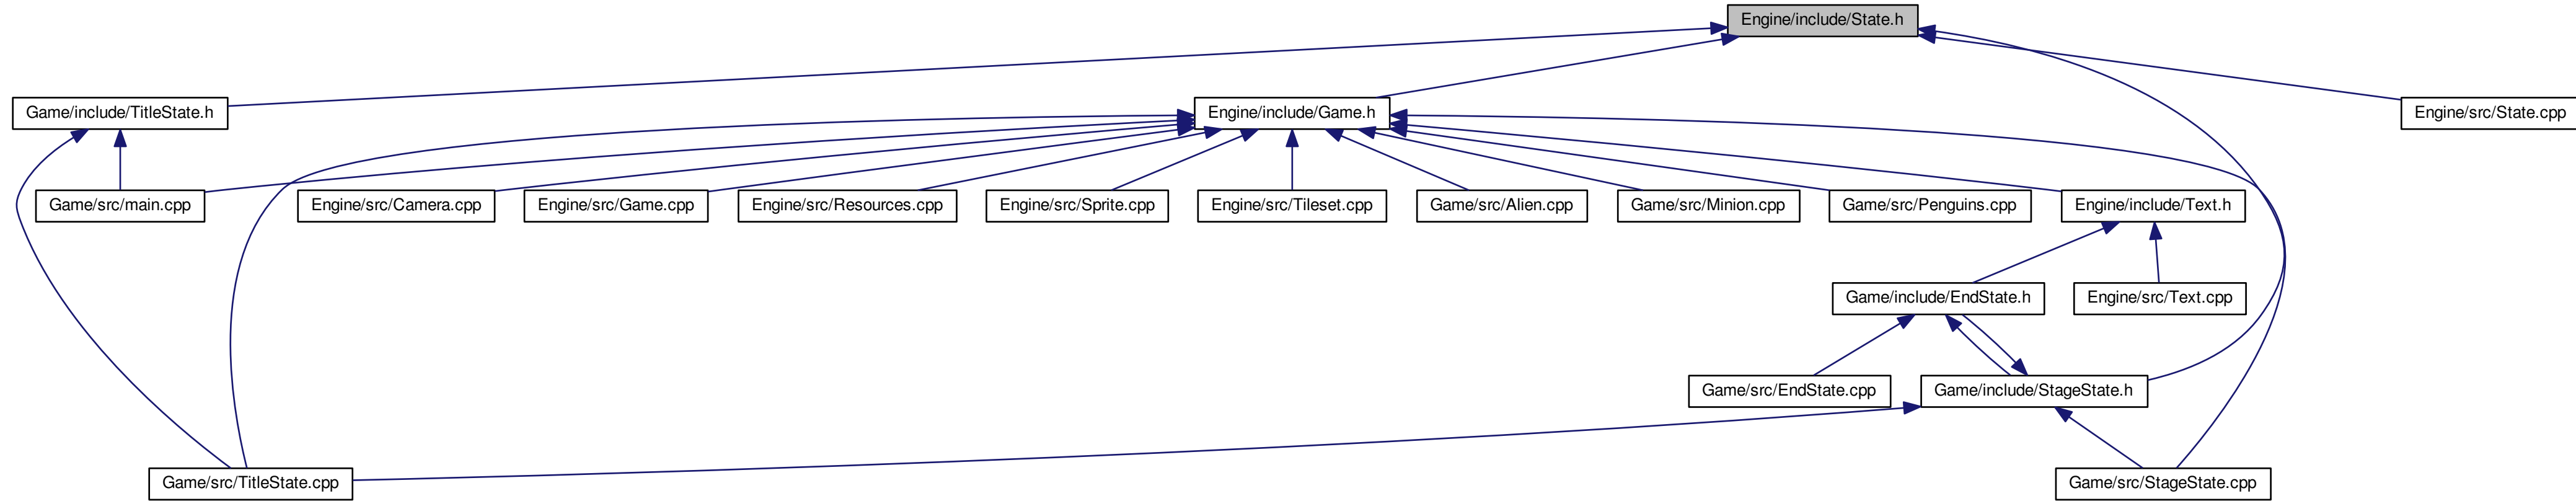 Engine/include/State.h
Game/include/TitleState.h
Engine/include/Game.h
Engine/src/State.cpp
Game/src/main.cpp
Engine/src/Camera.cpp
Engine/src/Game.cpp
Engine/src/Resources.cpp
Engine/src/Sprite.cpp
Engine/src/Tileset.cpp
Game/src/Alien.cpp
Game/src/Minion.cpp
Game/src/Penguins.cpp
Engine/include/Text.h
Game/include/EndState.h
Engine/src/Text.cpp
Game/src/EndState.cpp
Game/include/StageState.h
Game/src/TitleState.cpp
Game/src/StageState.cpp